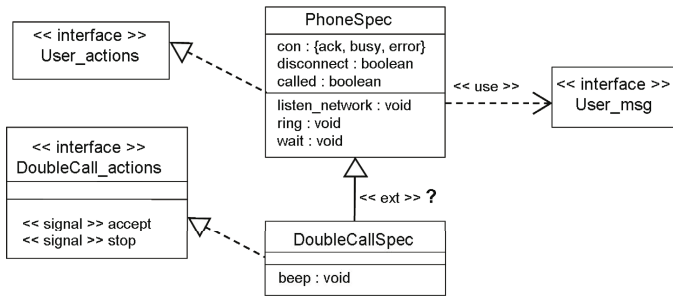 << interface >>
User_actions
PhoneSpec
con : {ack, busy, error}
disconnect : boolean
called : boolean
listen_network : void
ring : void
wait : void
<< use >>
<< interface >>
User_msg
<< interface >>
DoubleCall_actions
<< signal >> accept
<< signal >> stop
<< ext >> ?
DoubleCallSpec
beep : void